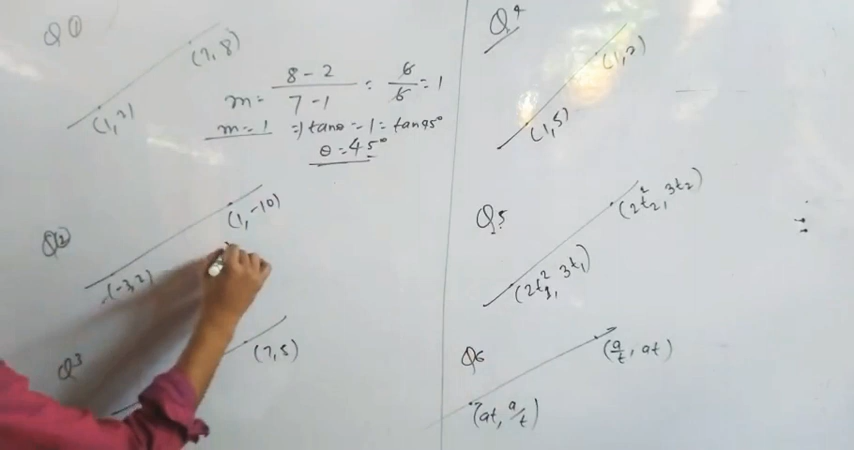 Q①
(7, 8)
(1, 2)
m = 8 - 2 / 7 - 1 = 6/6 = 1
m = 1 ⇒ tanθ = 1 = tan45°
θ = 45°
Q②
(1, -10)
(-3, 2)
Q3
(7, 5)
Q4
(1, 2)
(1, 5)
Q5
(2t₂², 3t₂)
(2t₁², 3t₁)
Q6
(a/t, at)
(at, a/t)